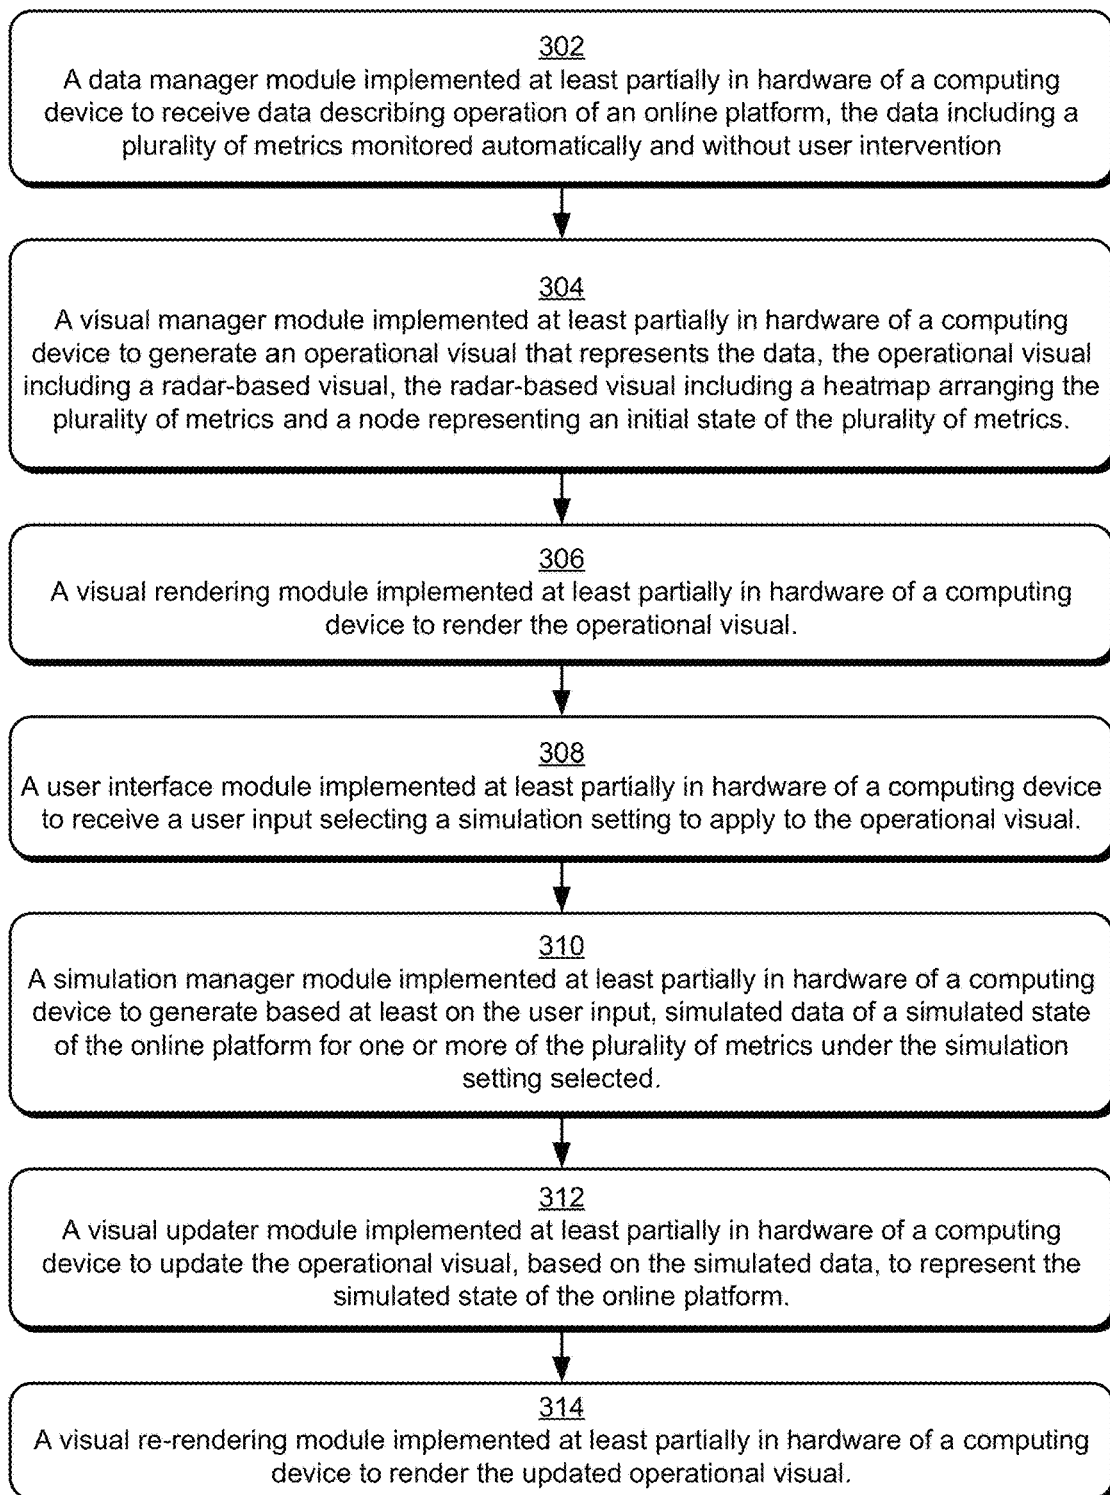 302
A data manager module implemented at least partially in hardware of a computing
device to receive data describing operation of an online platform, the data including a
plurality of metrics monitored automatically and without user intervention
304
A visual manager module implemented at least partially in hardware of a computing
device to generate an operational visual that represents the data, the operational visual
including a radar-based visual, the radar-based visual including a heatmap arranging the
plurality of metrics and a node representing an initial state of the plurality of metrics.
306
A visual rendering module implemented at least partially in hardware of a computing
device to render the operational visual.
308
A user interface module implemented at least partially in hardware of a computing device
to receive a user input selecting a simulation setting to apply to the operational visual.
310
A simulation manager module implemented at least partially in hardware of a computing
device to generate based at least on the user input, simulated data of a simulated state
of the online platform for one or more of the plurality of metrics under the simulation
setting selected.
312
A visual updater module implemented at least partially in hardware of a computing
device to update the operational visual, based on the simulated data, to represent the
simulated state of the online platform.
314
A visual re-rendering module implemented at least partially in hardware of a computing
device to render the updated operational visual.